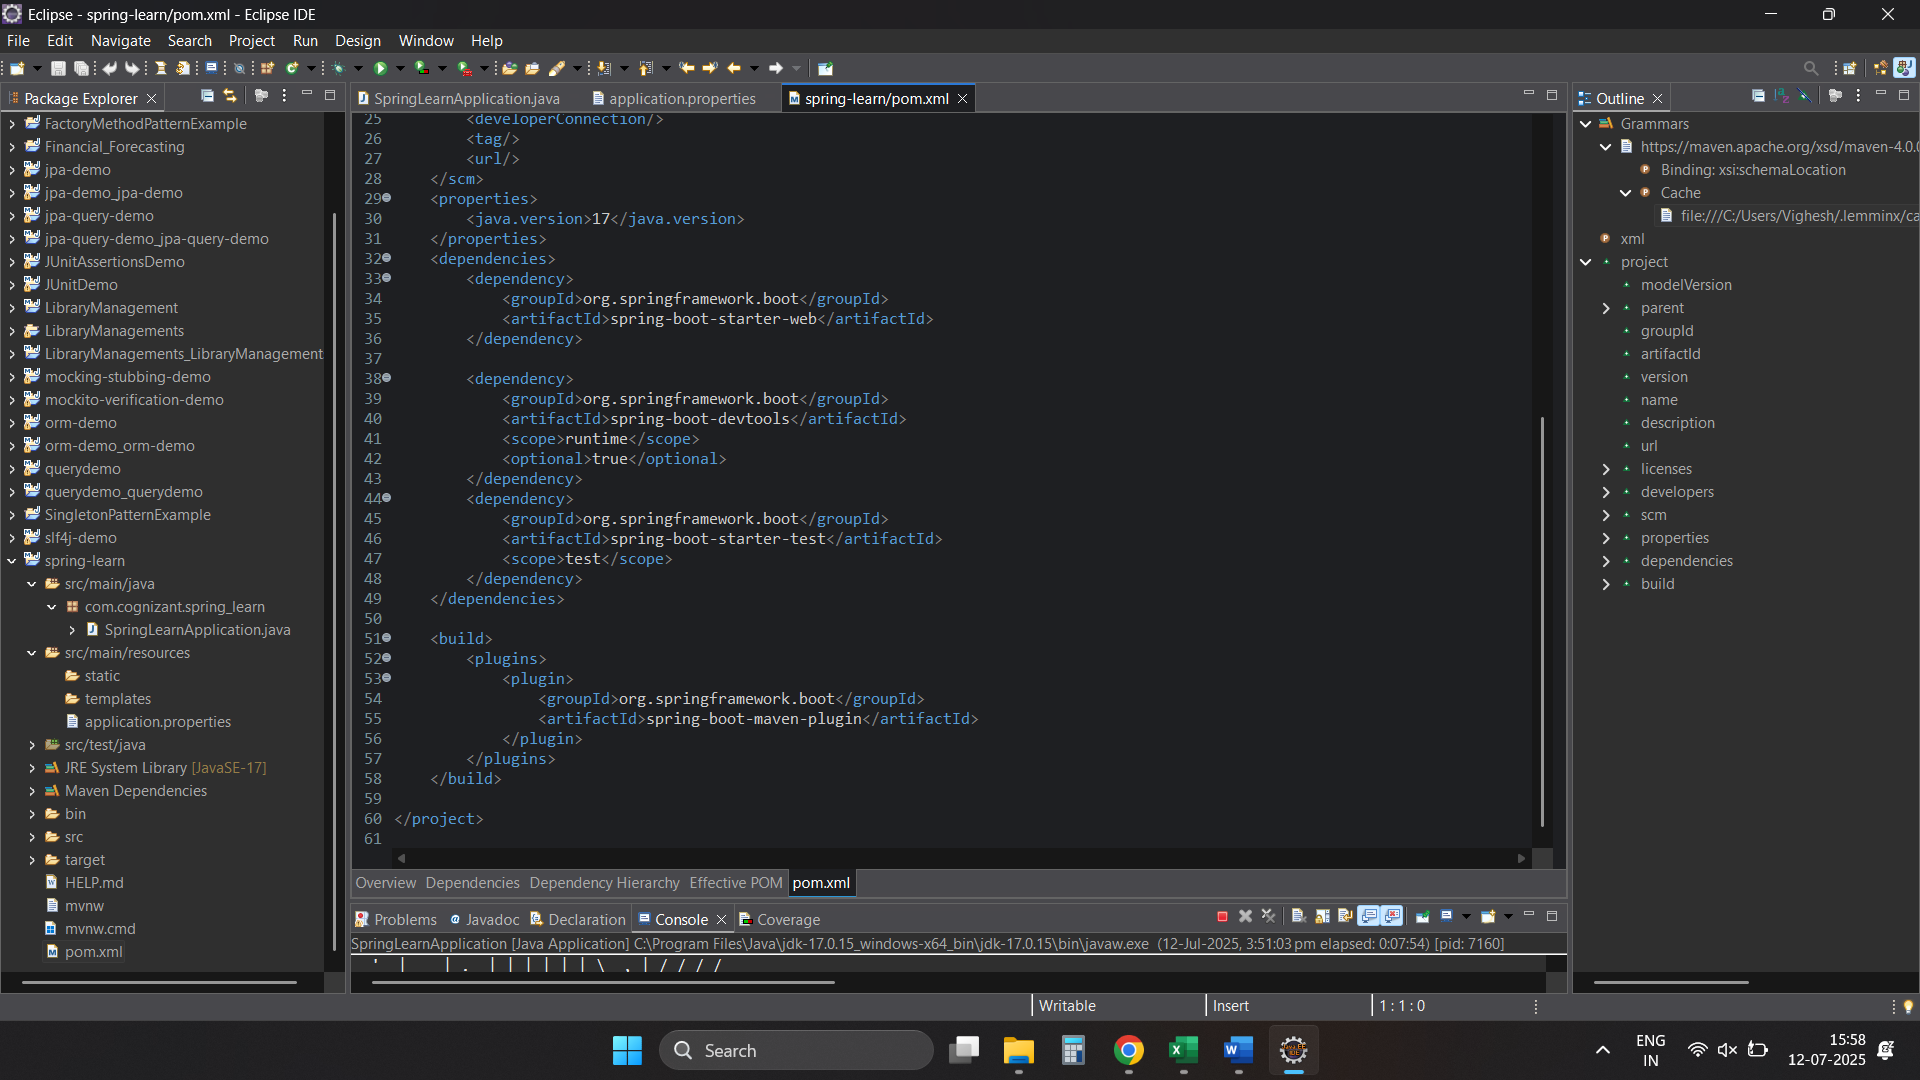 Eclipse - spring-learn/pom.xml - Eclipse IDE
File Edit Navigate Search Project Run Design Window Help
Package Explorer
FactoryMethodPatternExample
Financial_Forecasting
jpa-demo
jpa-demo_jpa-demo
jpa-query-demo
jpa-query-demo_jpa-query-demo
JUnitAssertionsDemo
JUnitDemo
LibraryManagement
LibraryManagements
LibraryManagements_LibraryManagement
mocking-stubbing-demo
mockito-verification-demo
orm-demo
orm-demo_orm-demo
querydemo
querydemo_querydemo
SingletonPatternExample
slf4j-demo
spring-learn
src/main/java
com.cognizant.spring_learn
SpringLearnApplication.java
src/main/resources
static
templates
application.properties
src/test/java
JRE System Library [JavaSE-17]
Maven Dependencies
bin
src
target
HELP.md
mvnw
mvnw.cmd
pom.xml
SpringLearnApplication.java application.properties spring-learn/pom.xml
25 <developerConnection/>
26 <tag/>
27 <url/>
28 </scm>
29 <properties>
30 <java.version>17</java.version>
31 </properties>
32 <dependencies>
33 <dependency>
34 <groupId>org.springframework.boot</groupId>
35 <artifactId>spring-boot-starter-web</artifactId>
36 </dependency>
37
38 <dependency>
39 <groupId>org.springframework.boot</groupId>
40 <artifactId>spring-boot-devtools</artifactId>
41 <scope>runtime</scope>
42 <optional>true</optional>
43 </dependency>
44 <dependency>
45 <groupId>org.springframework.boot</groupId>
46 <artifactId>spring-boot-starter-test</artifactId>
47 <scope>test</scope>
48 </dependency>
49 </dependencies>
50
51 <build>
52 <plugins>
53 <plugin>
54 <groupId>org.springframework.boot</groupId>
55 <artifactId>spring-boot-maven-plugin</artifactId>
56 </plugin>
57 </plugins>
58 </build>
59
60 </project>
61
Overview Dependencies Dependency Hierarchy Effective POM pom.xml
Problems Javadoc Declaration Console Coverage
SpringLearnApplication [Java Application] C:\Program Files\Java\jdk-17.0.15_windows-x64_bin\jdk-17.0.15\bin\javaw.exe (12-Jul-2025, 3:51:03 pm elapsed: 0:07:54) [pid: 7160]
Outline
Grammars
https://maven.apache.org/xsd/maven-4.0.0
Binding: xsi:schemaLocation
Cache
file:///C:/Users/Vighesh/.lemminx/ca
xml
project
modelVersion
parent
groupId
artifactId
version
name
description
url
licenses
developers
scm
properties
dependencies
build
Writable Insert 1 : 1 : 0
Search
ENG
IN
15:58
12-07-2025